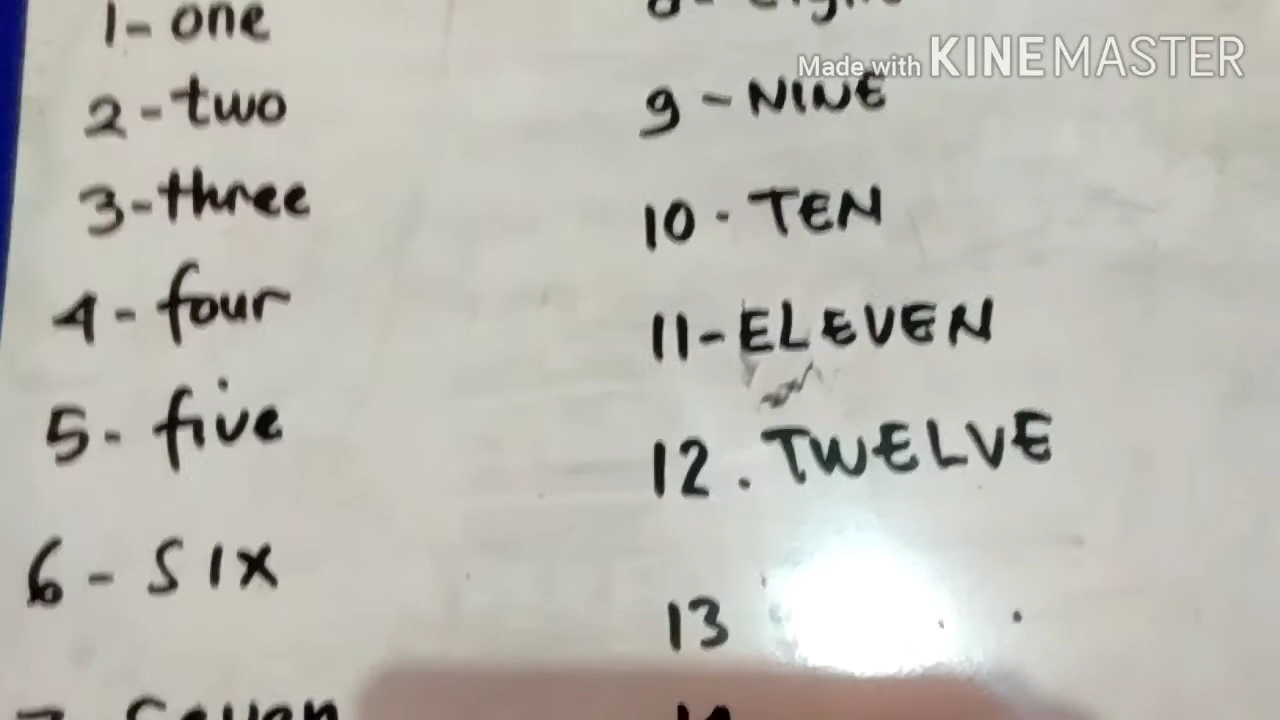 1- one
2 - two
3 - three
4 - four
5 - five
6 - SIX
Made with KINEMASTER
9 - NINE
10 - TEN
11 - ELEVEN
12. TWELVE
13